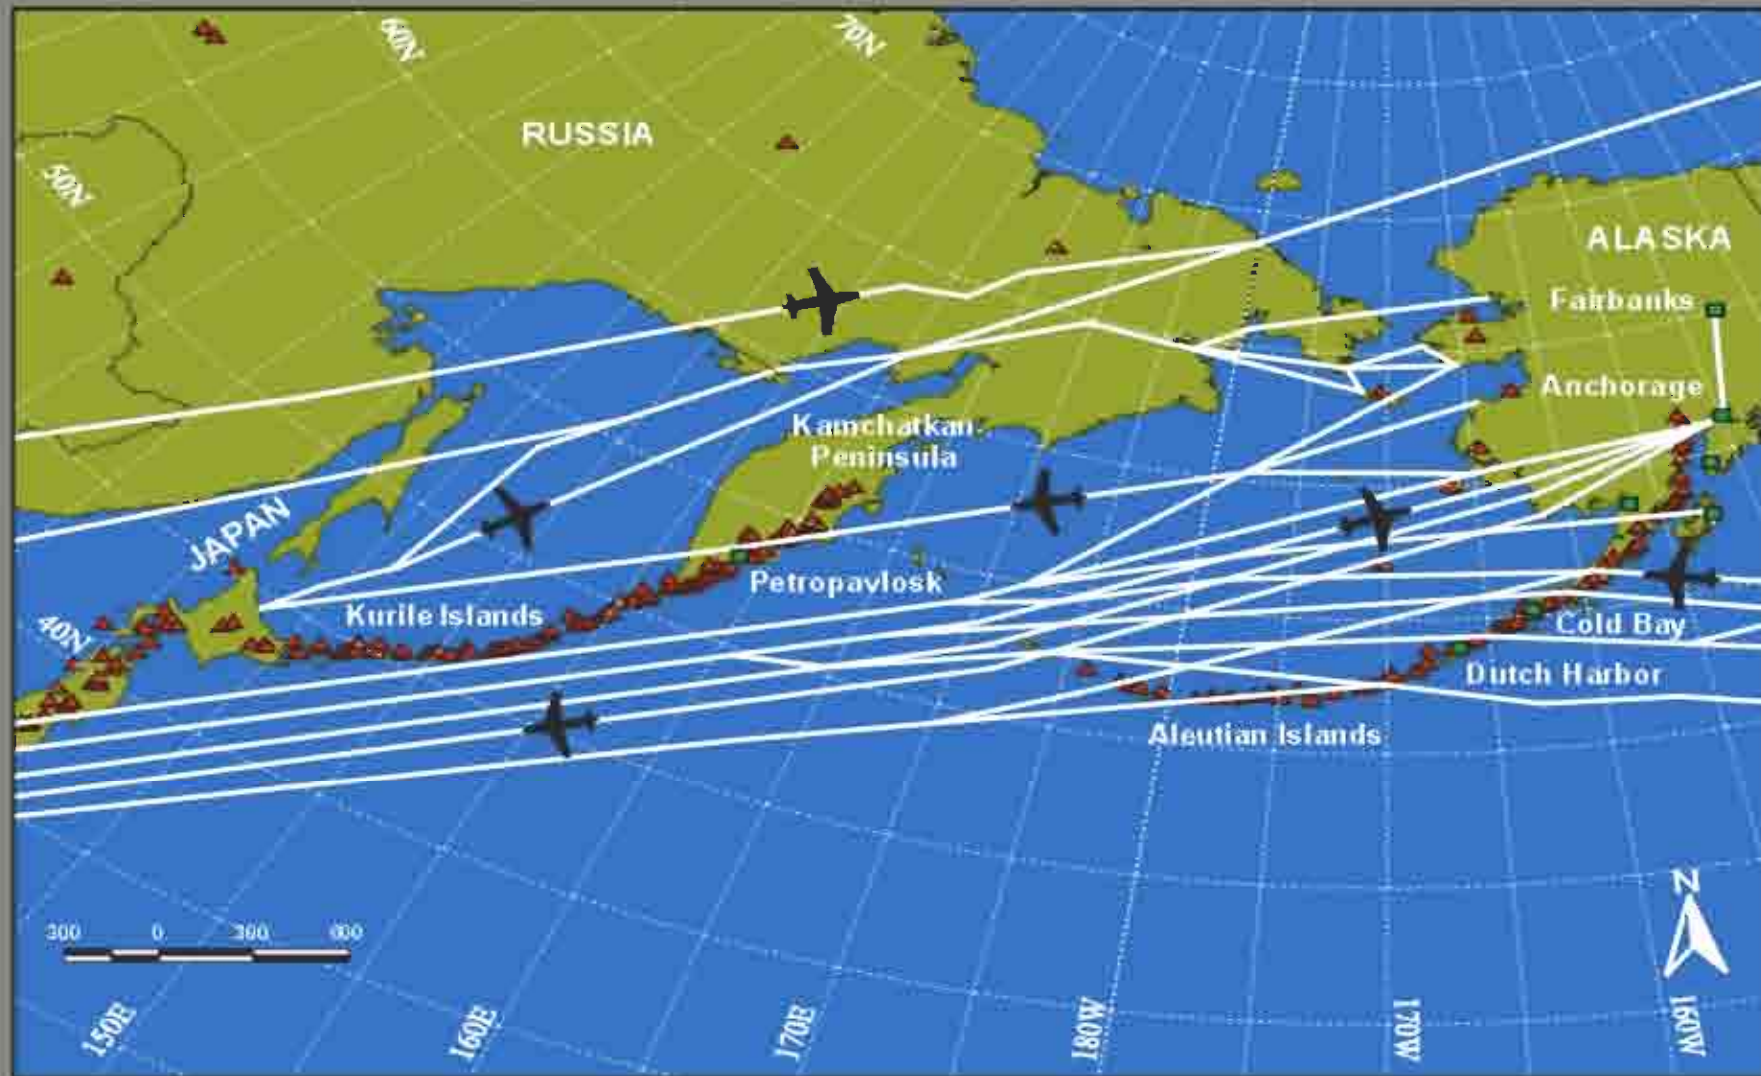 60N
70N
RUSSIA
50N
ALASKA
Fairbanks
Anchorage
Kamchatkan
Peninsula
JAPAN
Petropavlosk
Kurile Islands
40N
Cold Bay
Dutch Harbor
Aleutian Islands
N
300 0 300 600
150E
160E
170E
180W
170W
160W